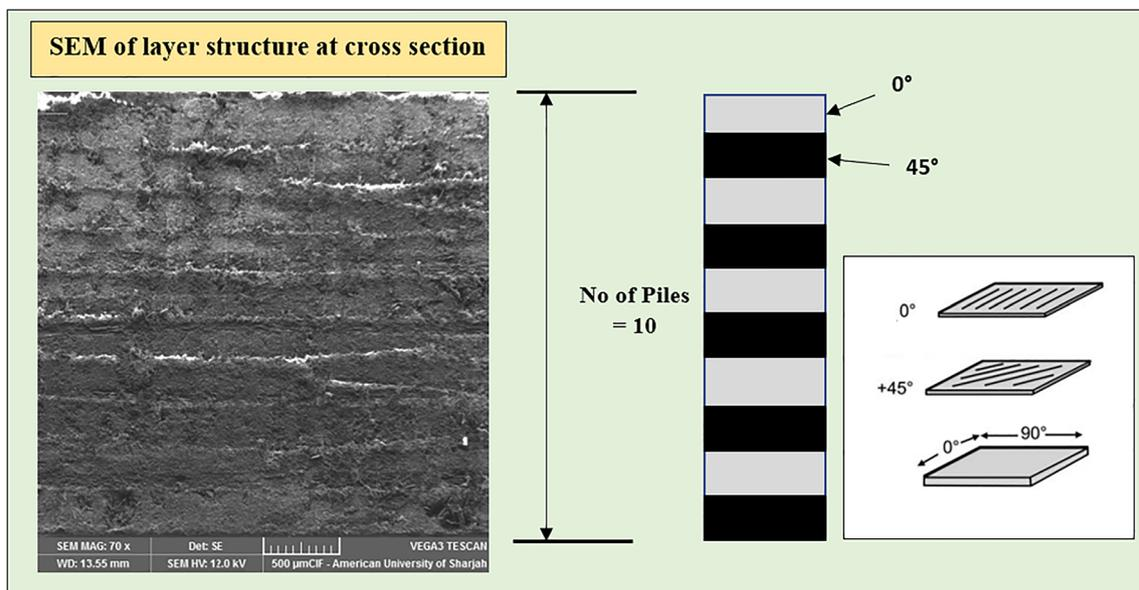 SEM of layer structure at cross section
0°
45°
No of Piles
= 10
0°
+45°
0°
90°
SEM MAG: 70 x
Det: SE
VEGA3 TESCAN
WD: 13.55 mm
SEM HV: 12.0 kV
500 µm
CIF - American University of Sharjah